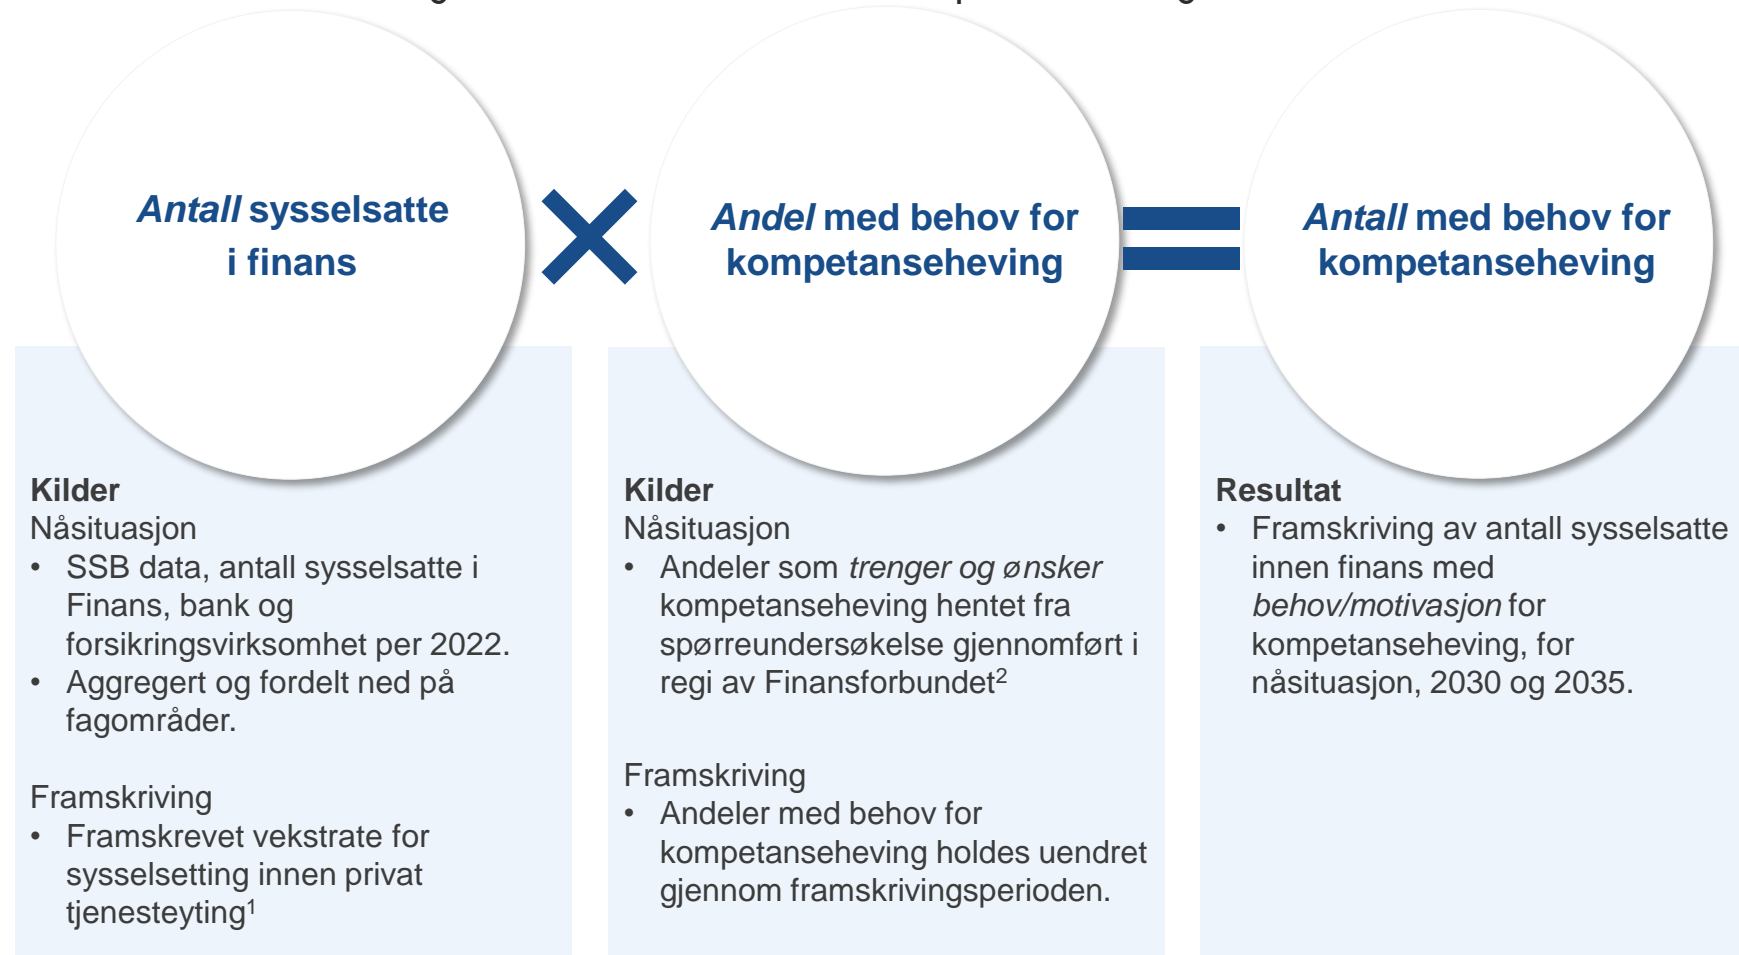 Antall sysselsatte
i finans
Andel med behov for
kompetanseheving
Antall med behov for
kompetanseheving
Kilder
Nåsituasjon
• SSB data, antall sysselsatte i
Finans, bank og
forsikringsvirksomhet per 2022.
• Aggregert og fordelt ned på
fagområder.
Framskriving
• Framskrevet vekstrate for
sysselsetting innen privat
tjenesteyting¹
Kilder
Nåsituasjon
• Andeler som trenger og ønsker
kompetanseheving hentet fra
spørreundersøkelse gjennomført i
regi av Finansforbundet²
Framskriving
• Andeler med behov for
kompetanseheving holdes uendret
gjennom framskrivingsperioden.
Resultat
• Framskriving av antall sysselsatte
innen finans med
behov/motivasjon for
kompetanseheving, for
nåsituasjon, 2030 og 2035.